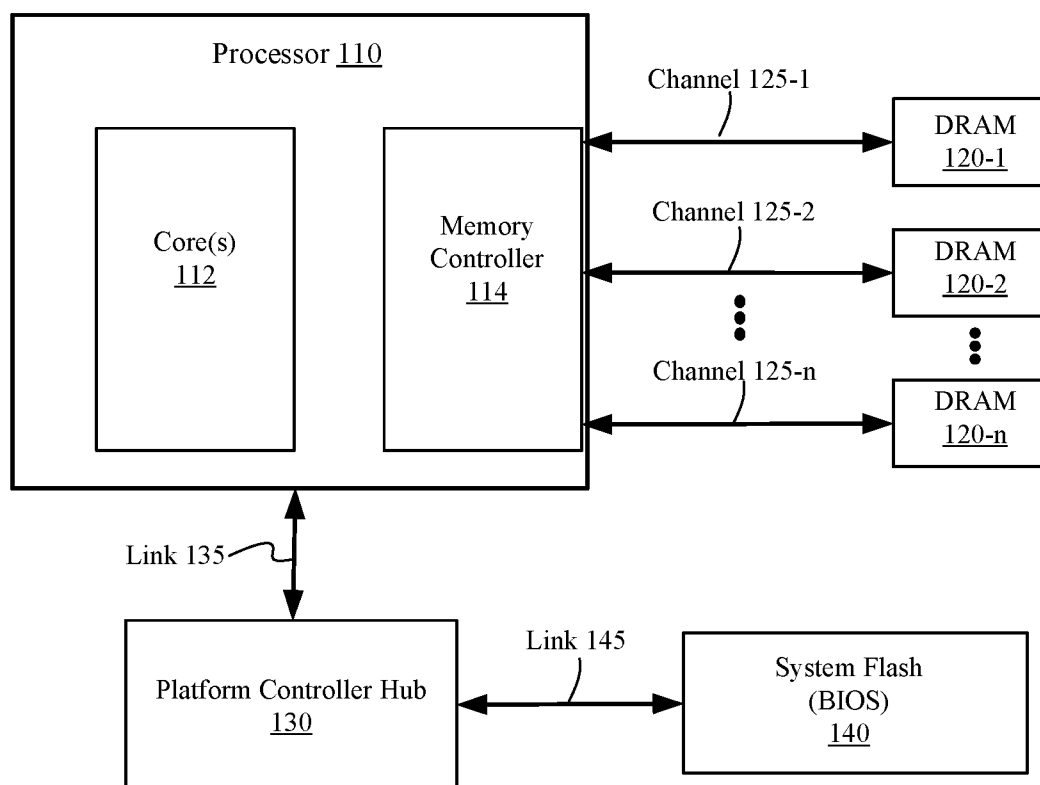 Processor 110
Channel 125-1
DRAM
120-1
Core(s)
112
Memory
Controller
114
Channel 125-2
DRAM
120-2
Channel 125-n
DRAM
120-n
Link 135
Platform Controller Hub
130
Link 145
System Flash
(BIOS)
140